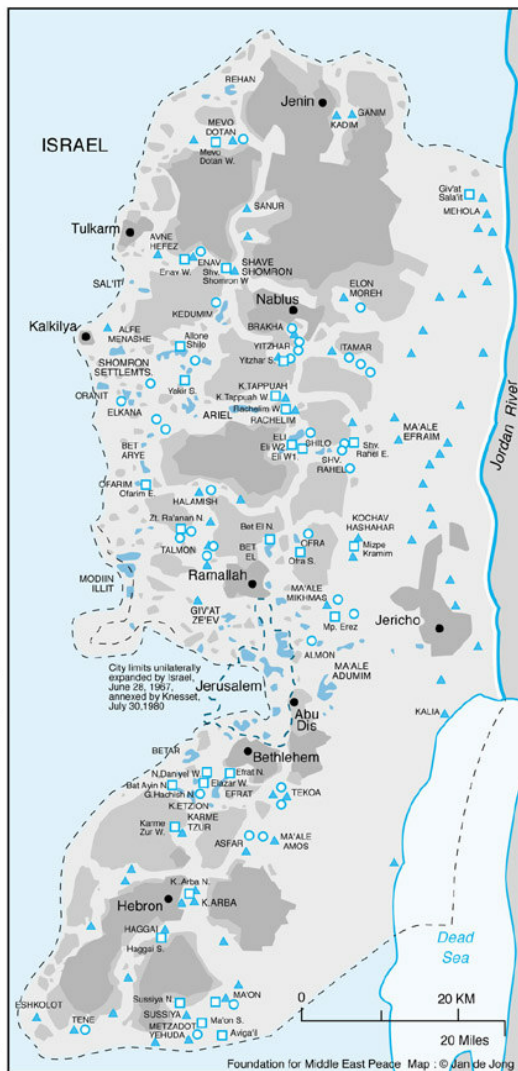 REHAN
Jenin
GANIM
KADIM
MEVO
DOTAN
Mevo
Dotan W.
ISRAEL
Giv'at
Sala'it
MEHOLA
SANUR
Tulkarm
AVNE
HEFEZ
ENAV
Enav W.
SHAVE
SHOMRON
Shv.
Shomron W
SAL'IT
ELON
MOREH
Nablus
KEDUMIM
BRAKHA
Kalkilya
ALFE
MENASHE
Allone
Shilo
YITZHAR
Yitzhar S.
ITAMAR
SHOMRON
SETTLEMTS
Yakir S.
K.TAPPUAH
K.Tappuah W.
ORANIT
ELKANA
ARIEL
Rachelim W.
RACHELIM
MA'ALE
EFRAIM
BET
ARYE
ELI
Eli W2
Eli W1
SHILO
SHV.
RAHEL
Shv.
Rahel E.
Jordan River
OFARIM
Ofarim E.
HALAMISH
Zt. Ra'anan N.
TALMON
Bet El N.
BET
EL
OFRA
Ofra S.
KOCHAV
HASHAHAR
Mizpe
Kramim
MODIIN
ILLIT
Ramallah
GIV'AT
ZE'EV
MA'ALE
MIKHMAS
Mp. Erez
Jericho
ALMON
City limits unilaterally
expanded by Israel,
June 28, 1967,
annexed by Knesset,
July 30,1980
Jerusalem
MA'ALE
ADUMIM
Abu
Dis
KALIA
BETAR
Bethlehem
N.Daniyel W.
Efrat N.
Bat Ayin N
Elazar W.
G.Hachish N
EFRAT
TEKOA
K.ETZION
KARME
TZUR
Karme
Zur W.
ASFAR
MA'ALE
AMOS
K. Arba N.
Hebron
K.ARBA
HAGGAI
Haggai S.
Dead
Sea
Sussiya N.
MA'ON
ESHKOLOT
SUSSIYA
TENE
METZADOT
YEHUDA
Ma'on S.
Aviga'il
0 20 KM
20 Miles
Foundation for Middle East Peace Map : © Jan de Jong